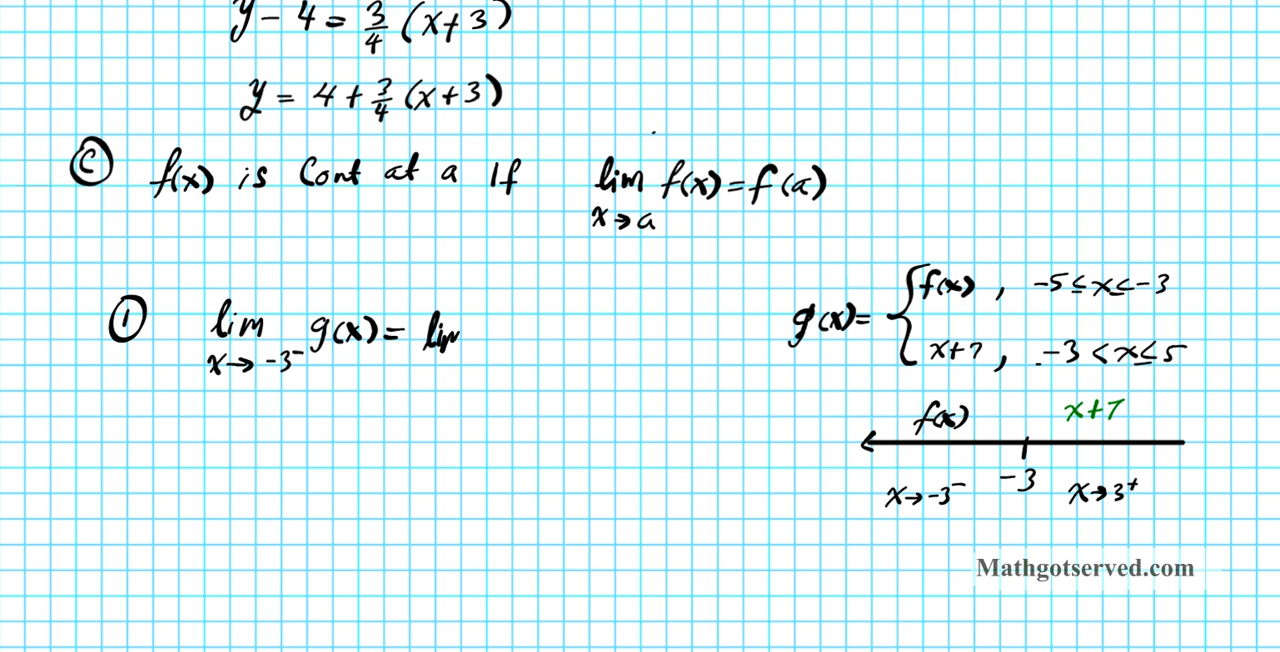 y - 4 = 3/4 (x+3)
y = 4 + 3/4 (x+3)
Ⓒ f(x) is Cont at a If lim x→a f(x) = f(a)
① lim x→-3⁻ g(x) = lim
g(x) = { f(x) , -5≤x≤-3
x+7 , -3<x≤5
f(x) x+7
-3
x→-3⁻ x→3⁺
Mathgotserved.com